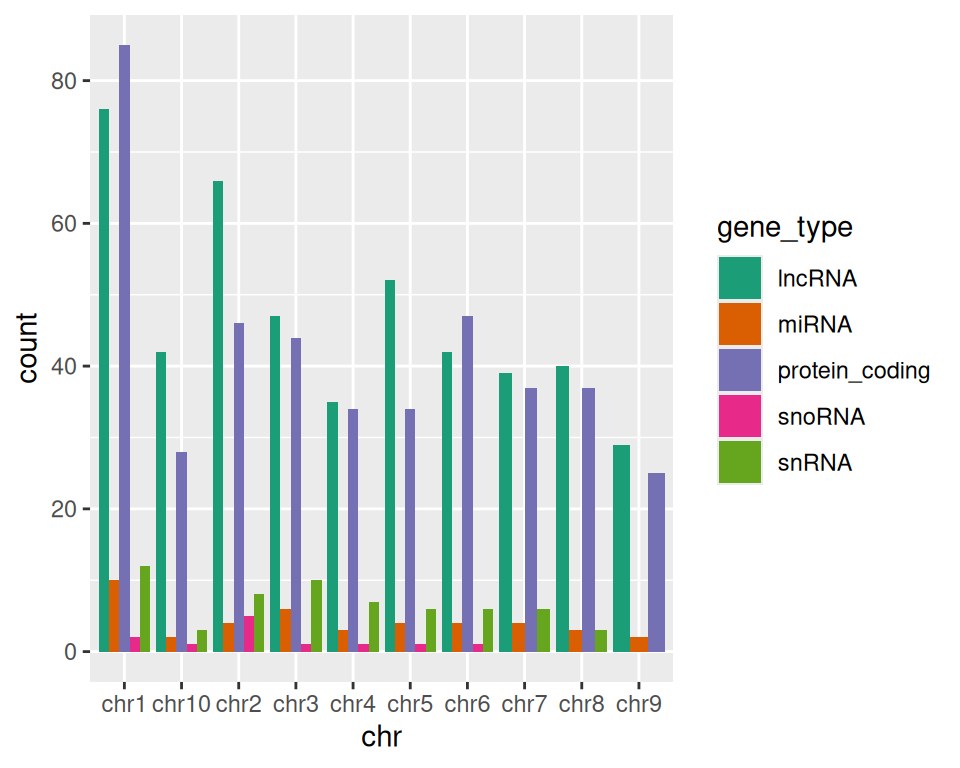 count
80
60
40
20
0
chr1 chr10 chr2 chr3 chr4 chr5 chr6 chr7 chr8 chr9
chr
gene_type
lncRNA
miRNA
protein_coding
snoRNA
snRNA